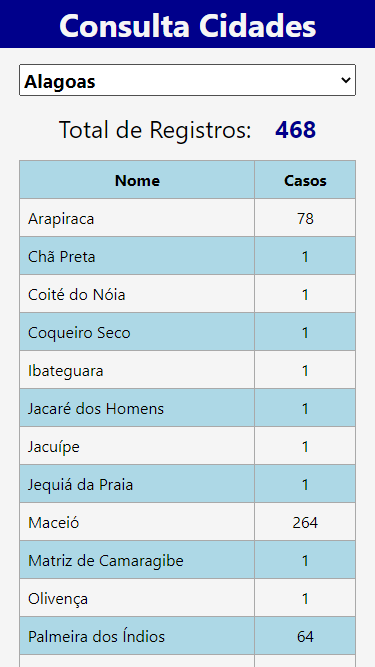 Consulta Cidades
Alagoas
Total de Registros: 468
Nome Casos
Arapiraca 78
Chã Preta 1
Coité do Nóia 1
Coqueiro Seco 1
Ibateguara 1
Jacaré dos Homens 1
Jacuípe 1
Jequiá da Praia 1
Maceió 264
Matriz de Camaragibe 1
Olivença 1
Palmeira dos Índios 64